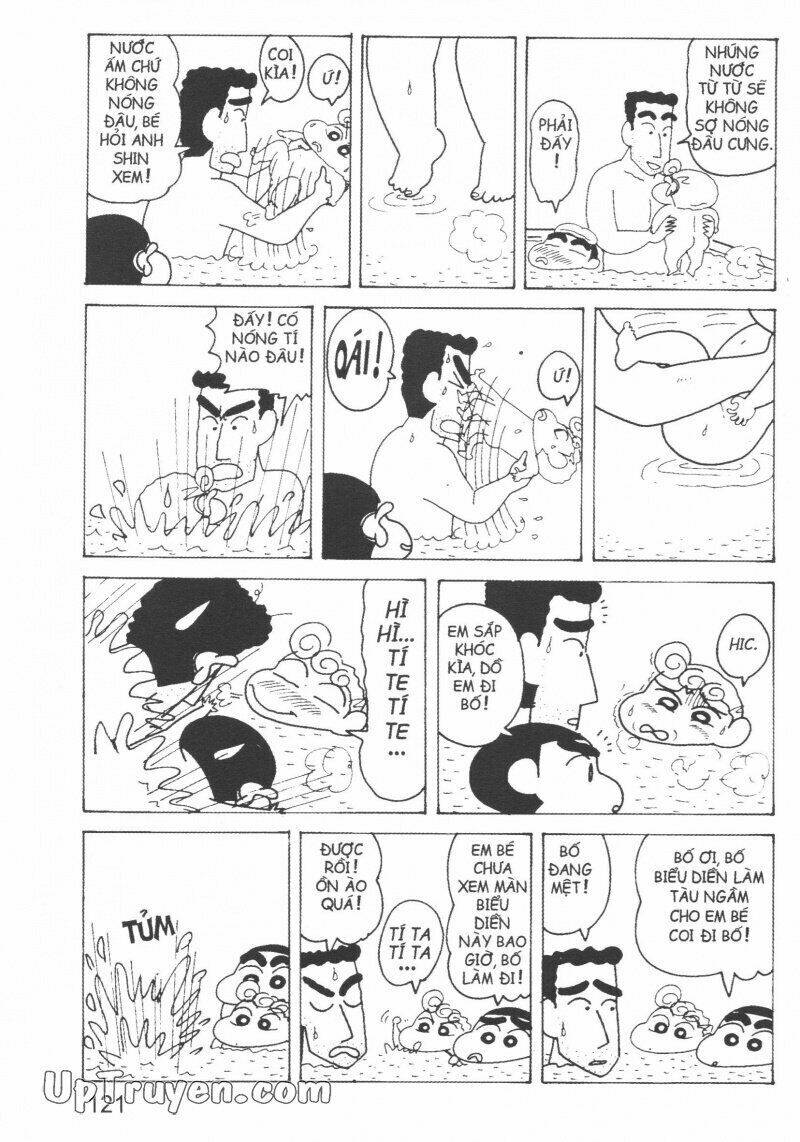 NHÚNG
NƯỚC
TỪ TỪ SẼ
KHÔNG
SỢ NÓNG
ĐÂU CƯNG.
PHẢI
ĐẤY
!
Ứ!
COI
KÌA!
NƯỚC
ẤM CHỨ
KHÔNG
NÓNG
ĐÂU, BÉ
HỎI ANH
SHIN
XEM!
Ứ!
OÁI!
ĐẤY! CÓ
NÓNG TÍ
NÀO ĐÂU!
HIC.
EM SẮP
KHÓC
KÌA, DỖ
EM ĐI
BỐ!
HÌ
HÌ...
TÍ
TE
TÍ
TE
...
BỐ ƠI, BỐ
BIỂU DIỄN LÀM
TÀU NGẦM
CHO EM BÉ
COI ĐI BỐ!
BỐ
ĐANG
MỆT!
EM BÉ
CHƯA
XEM MÀN
BIỂU
DIỄN
NÀY BAO
GIỜ, BỐ
LÀM ĐI!
TÍ TA
TÍ TA
...
ĐƯỢC
RỒI!
ỒN ÀO
QUÁ!
TỦM
UpTruyen.com
121